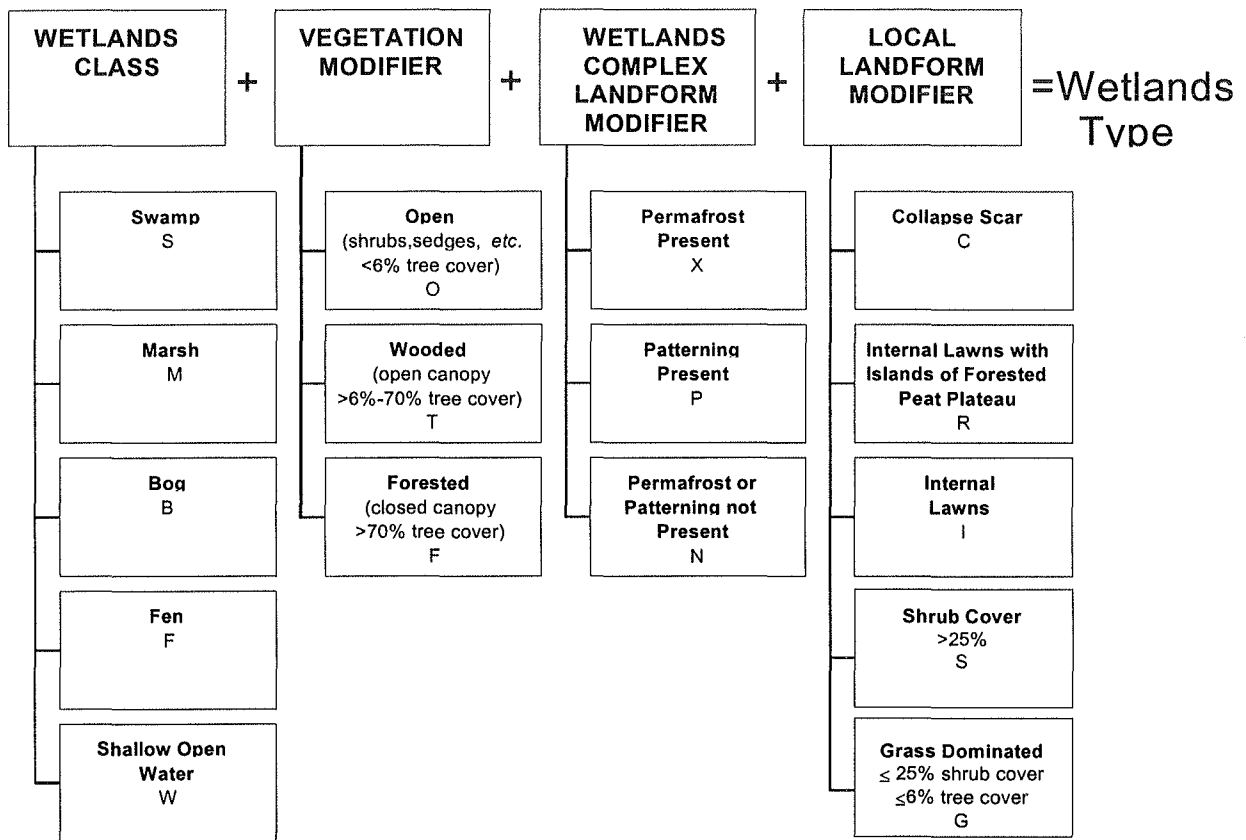 WETLANDS
CLASS
+
VEGETATION
MODIFIER
+
WETLANDS
COMPLEX
LANDFORM
MODIFIER
+
LOCAL
LANDFORM
MODIFIER
=Wetlands
Type
Swamp
S
Marsh
M
Bog
B
Fen
F
Shallow Open
Water
W
Open
(shrubs,sedges, etc.
<6% tree cover)
O
Wooded
(open canopy
>6%-70% tree cover)
T
Forested
(closed canopy
>70% tree cover)
F
Permafrost
Present
X
Patterning
Present
P
Permafrost or
Patterning not
Present
N
Collapse Scar
C
Internal Lawns with
Islands of Forested
Peat Plateau
R
Internal
Lawns
I
Shrub Cover
>25%
S
Grass Dominated
≤ 25% shrub cover
≤6% tree cover
G